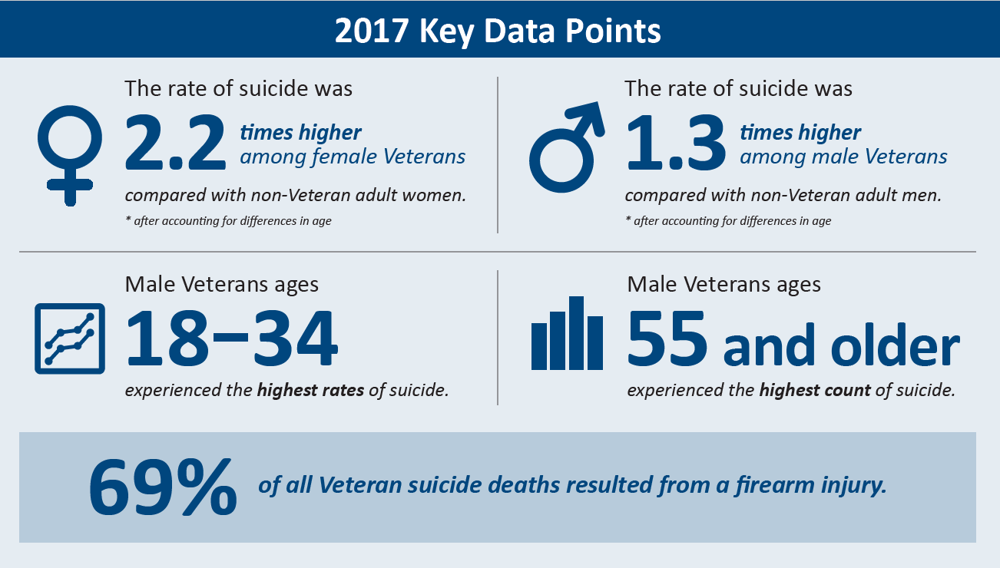 2017 Key Data Points
The rate of suicide was
2.2 times higher
among female Veterans
compared with non-Veteran adult women.
* after accounting for differences in age
The rate of suicide was
1.3 times higher
among male Veterans
compared with non-Veteran adult men.
* after accounting for differences in age
Male Veterans ages
18–34
experienced the highest rates of suicide.
Male Veterans ages
55 and older
experienced the highest count of suicide.
69% of all Veteran suicide deaths resulted from a firearm injury.